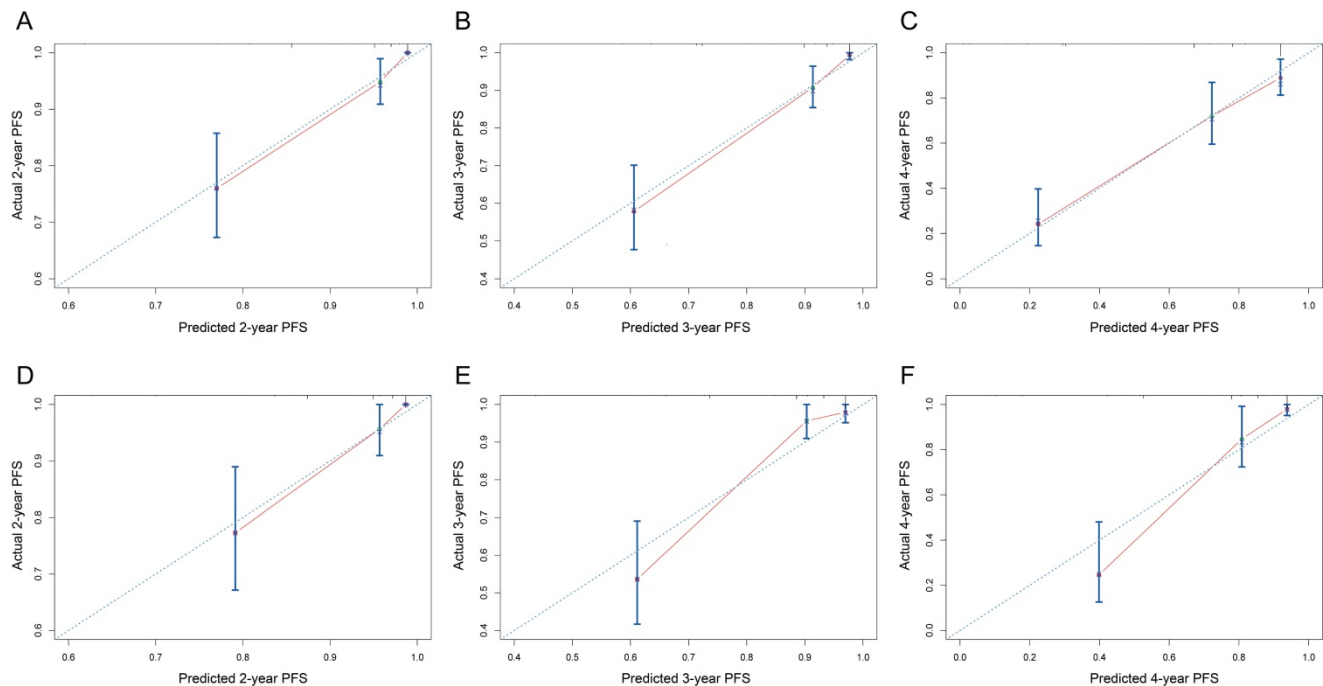 A
Actual 2-year PFS
1.0
0.9
0.8
0.7
0.6
0.6 0.7 0.8 0.9 1.0
Predicted 2-year PFS
B
Actual 3-year PFS
1.0
0.9
0.8
0.7
0.6
0.5
0.4
0.4 0.5 0.6 0.7 0.8 0.9 1.0
Predicted 3-year PFS
C
Actual 4-year PFS
1.0
0.8
0.6
0.4
0.2
0.0
0.0 0.2 0.4 0.6 0.8 1.0
Predicted 4-year PFS
D
Actual 2-year PFS
1.0
0.9
0.8
0.7
0.6
0.6 0.7 0.8 0.9 1.0
Predicted 2-year PFS
E
Actual 3-year PFS
1.0
0.9
0.8
0.7
0.6
0.5
0.4
0.4 0.5 0.6 0.7 0.8 0.9 1.0
Predicted 3-year PFS
F
Actual 4-year PFS
1.0
0.8
0.6
0.4
0.2
0.0
0.0 0.2 0.4 0.6 0.8 1.0
Predicted 4-year PFS